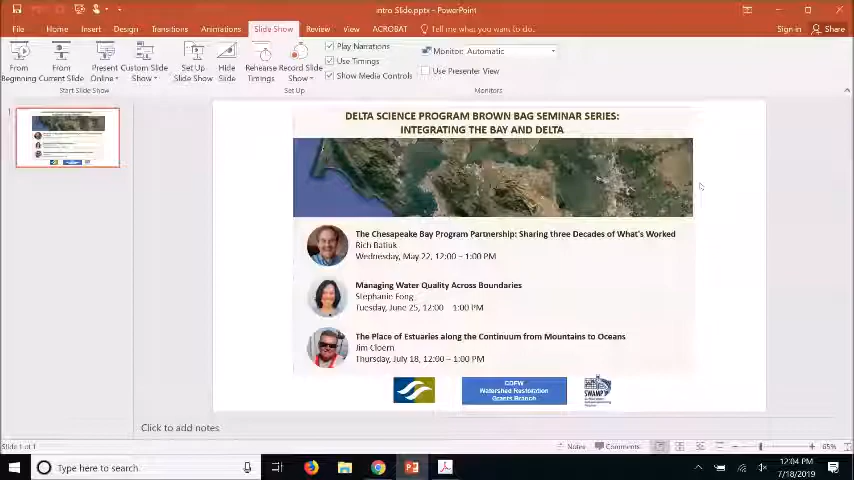 intro Slide.pptx - PowerPoint
File Home Insert Design Transitions Animations Slide Show Review View ACROBAT Tell me what you want to do... Sign in Share
From Beginning
From Current Slide
Present Online
Custom Slide Show
Set Up Slide Show
Hide Slide
Rehearse Timings
Record Slide Show
Play Narrations
Use Timings
Show Media Controls
Monitor: Automatic
Use Presenter View
Start Slide Show Set Up Monitors
1
DELTA SCIENCE PROGRAM BROWN BAG SEMINAR SERIES:
INTEGRATING THE BAY AND DELTA
The Chesapeake Bay Program Partnership: Sharing three Decades of What's Worked
Rich Batiuk
Wednesday, May 22, 12:00 – 1:00 PM
Managing Water Quality Across Boundaries
Stephanie Fong
Tuesday, June 25, 12:00 – 1:00 PM
The Place of Estuaries along the Continuum from Mountains to Oceans
Jim Cloern
Thursday, July 18, 12:00 – 1:00 PM
CDFW
Watershed Restoration
Grants Branch
SWAMP
Click to add notes
Slide 1 of 1 Notes Comments 65%
Type here to search
12:04 PM
7/18/2019